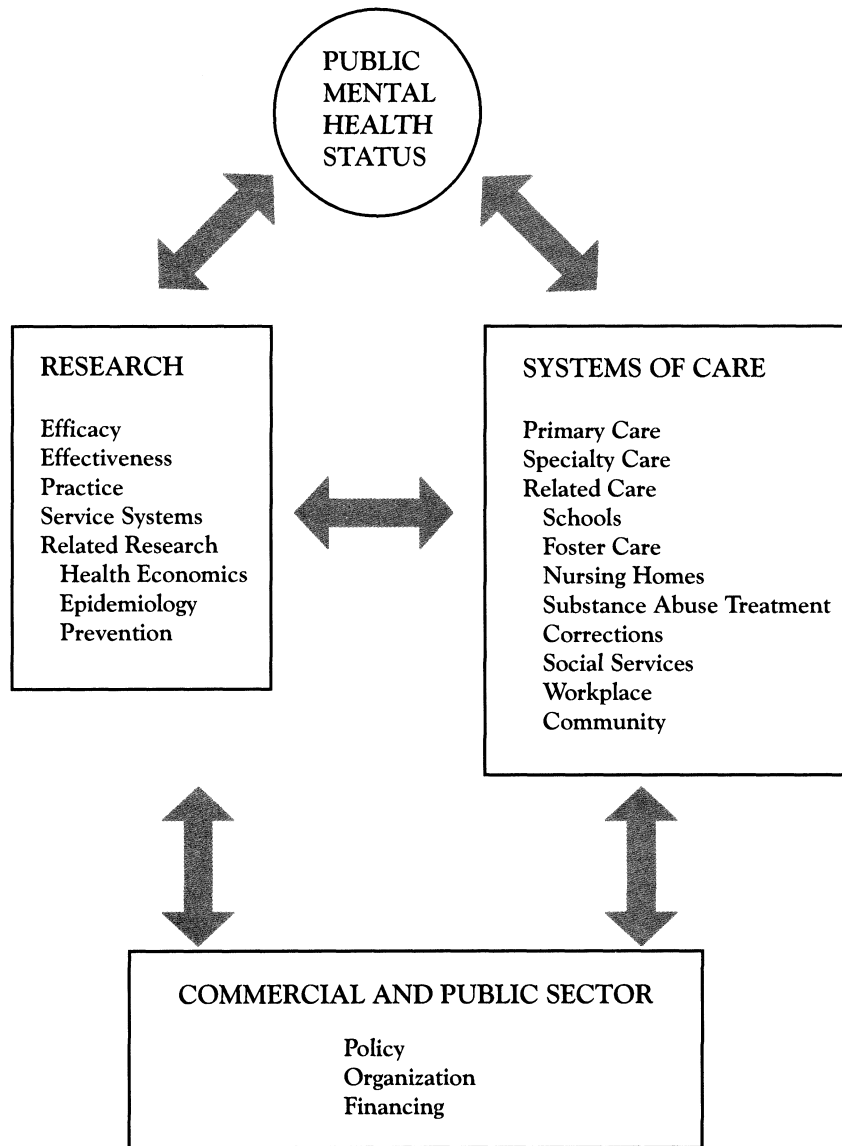 PUBLIC
MENTAL
HEALTH
STATUS
RESEARCH
Efficacy
Effectiveness
Practice
Service Systems
Related Research
Health Economics
Epidemiology
Prevention
SYSTEMS OF CARE
Primary Care
Specialty Care
Related Care
Schools
Foster Care
Nursing Homes
Substance Abuse Treatment
Corrections
Social Services
Workplace
Community
COMMERCIAL AND PUBLIC SECTOR
Policy
Organization
Financing